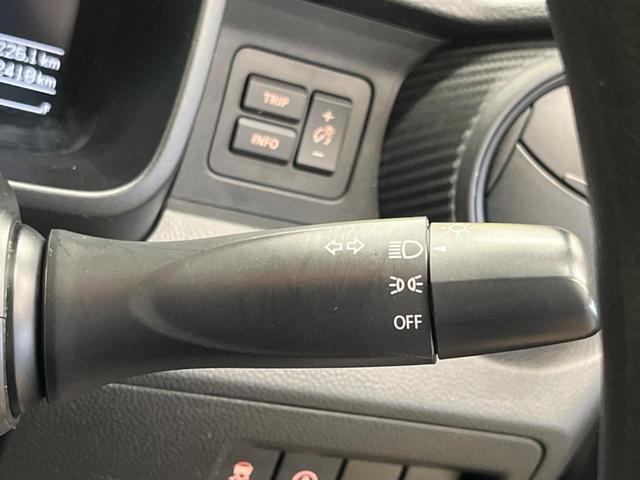 226.1 km
2418 km
F
TRIP
INFO
+
−
OFF